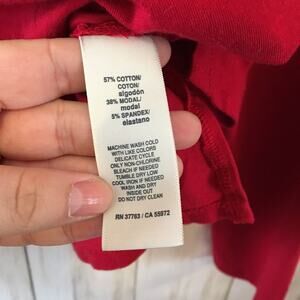 57% COTTON/
COTON/
algodón
38% MODAL/
modal
5% SPANDEX/
elastano
MACHINE WASH COLD
WITH LIKE COLORS
DELICATE CYCLE
ONLY NON-CHLORINE
BLEACH IF NEEDED
TUMBLE DRY LOW
COOL IRON IF NEEDED
WASH AND DRY
INSIDE OUT
DO NOT DRY CLEAN
RN 37763 / CA 55972